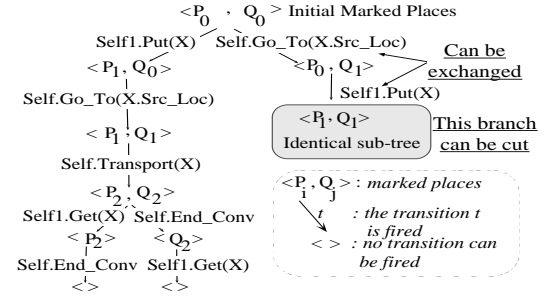 <P0 , Q0> Initial Marked Places
Self1.Put(X) Self.Go_To(X.Src_Loc)
<P1, Q0> <P0 , Q1>
Can be
exchanged
Self.Go_To(X.Src_Loc) Self1.Put(X)
<P1, Q1>
<P1, Q1>
Identical sub-tree
This branch
can be cut
Self.Transport(X)
<P2, Q2>
Self1.Get(X) Self.End_Conv
<P2> <Q2>
Self.End_Conv Self1.Get(X)
<> <>
<Pi , Qj> : marked places
t : the transition t
is fired
< > : no transition can
be fired